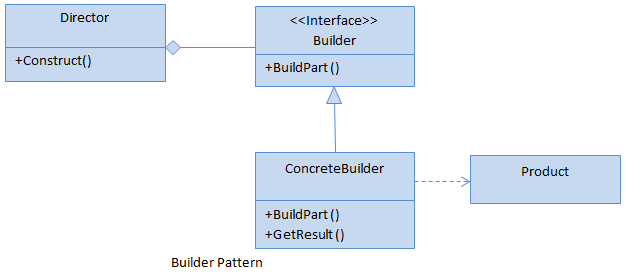 Director
+Construct()
<<Interface>>
Builder
+BuildPart()
ConcreteBuilder
+BuildPart()
+GetResult()
Product
Builder Pattern